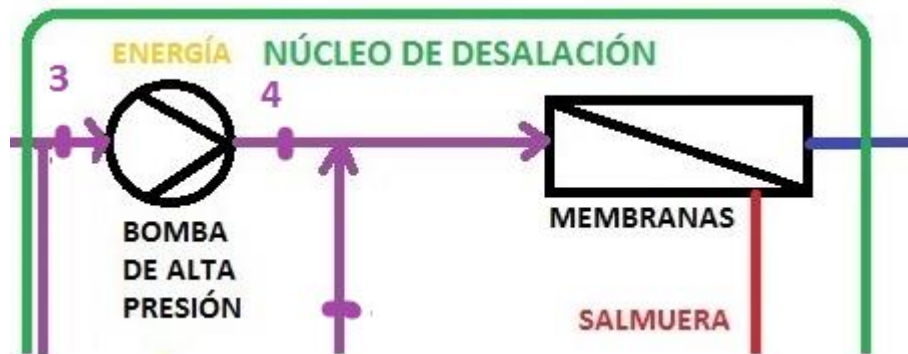 ENERGÍA
NÚCLEO DE DESALACIÓN
3
4
BOMBA
DE ALTA
PRESIÓN
MEMBRANAS
SALMUERA